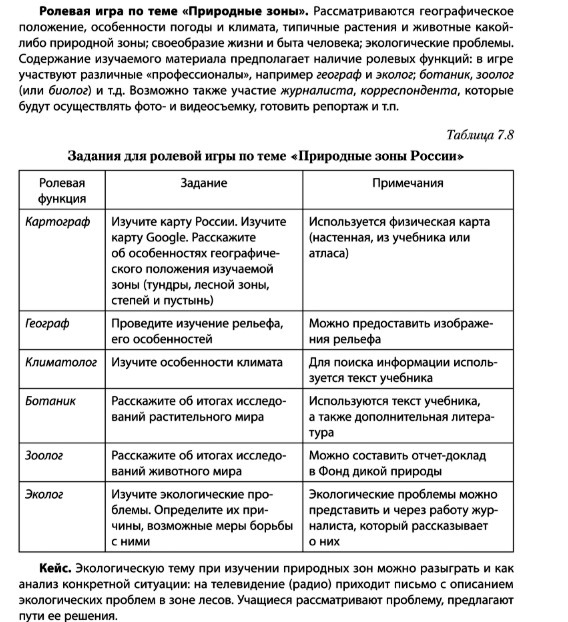 Ролевая игра по теме «Природные зоны». Рассматриваются географическое
положение, особенности погоды и климата, типичные растения и животные какой-
либо природной зоны; своеобразие жизни и быта человека; экологические проблемы.
Содержание изучаемого материала предполагает наличие ролевых функций: в игре
участвуют различные «профессионалы», например географ и эколог; ботаник, зоолог
(или биолог) и т.д. Возможно также участие журналиста, корреспондента, которые
будут осуществлять фото- и видеосъемку, готовить репортаж и т.п.
Таблица 7.8
Задания для ролевой игры по теме «Природные зоны России»
Ролевая
функция
Задание
Примечания
Картограф
Изучите карту России. Изучите
карту Google. Расскажите
об особенностях географиче-
ского положения изучаемой
зоны (тундры, лесной зоны,
степей и пустынь)
Используется физическая карта
(настенная, из учебника или
атласа)
Географ
Проведите изучение рельефа,
его особенностей
Можно предоставить изображе-
ния рельефа
Климатолог
Изучите особенности климата
Для поиска информации исполь-
зуется текст учебника
Ботаник
Расскажите об итогах исследо-
ваний растительного мира
Используются текст учебника,
а также дополнительная литера-
тура
Зоолог
Расскажите об итогах исследо-
ваний животного мира
Можно составить отчет-доклад
в Фонд дикой природы
Эколог
Изучите экологические про-
блемы. Определите их при-
чины, возможные меры борьбы
с ними
Экологические проблемы можно
представить и через работу жур-
налиста, который рассказывает
о них
Кейс. Экологическую тему при изучении природных зон можно разыграть и как
анализ конкретной ситуации: на телевидение (радио) приходит письмо с описанием
экологических проблем в зоне лесов. Учащиеся рассматривают проблему, предлагают
пути ее решения.